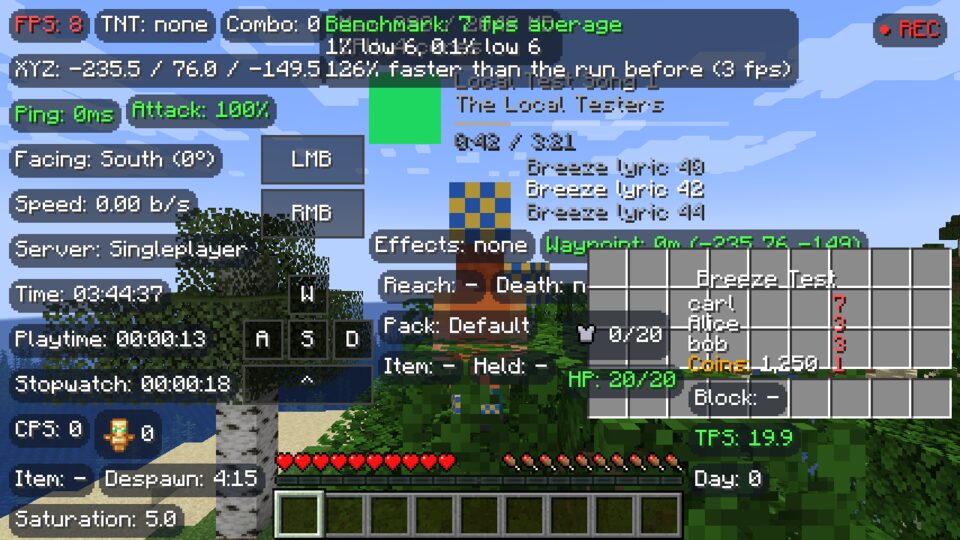 FPS: 8
TNT: none
Combo: 0
Benchmark: 7 fps average
1% low 6, 0.1% low 6
126% faster than the run before (3 fps)
REC
XYZ: -235.5 / 76.0 / -149.5
Local Test Song 1
The Local Testers
Ping: 0ms
Attack: 100%
0:42 / 3:21
Facing: South (0°)
LMB
Breeze lyric 40
Breeze lyric 42
Breeze lyric 44
Speed: 0.00 b/s
RMB
Server: Singleplayer
Effects: none
Waypoint: 0m (-235 76 -149)
Time: 03:44:37
W
Reach: -
Death:
Breeze Test
carl 7
Alice 3
bob 3
Coins: 1,250 1
Playtime: 00:00:13
A
S
D
Pack: Default
0/20
Stopwatch: 00:00:18
^
Item: -
Held: -
HP: 20/20
Block: -
CPS: 0
0
TPS: 19.9
Item: -
Despawn: 4:15
Day: 0
Saturation: 5.0